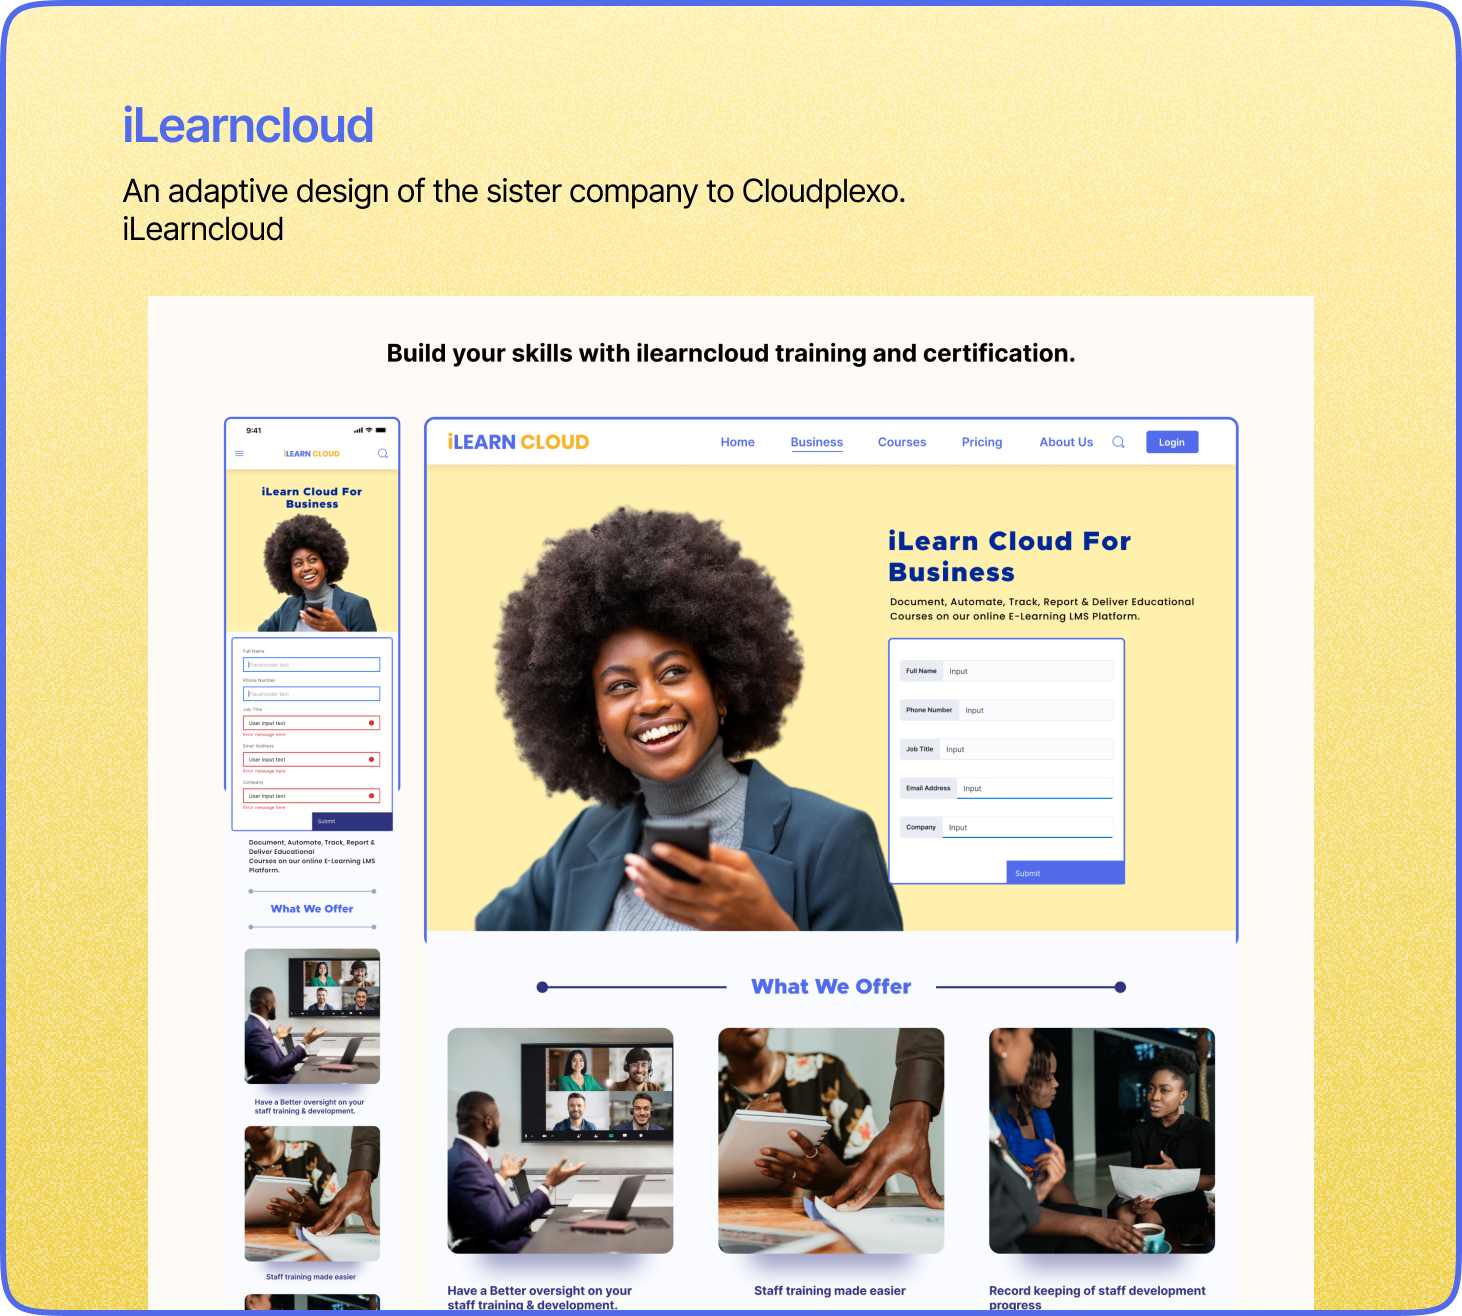 iLearncloud
An adaptive design of the sister company to Cloudplexo.
iLearncloud
Build your skills with ilearncloud training and certification.
9:41
iLEARN CLOUD
iLearn Cloud For
Business
Full Name
Placeholder text
Phone Number
Placeholder text
Job Title
User input text
Error message here
Email Address
User input text
Error message here
Company
User input text
Error message here
Submit
Document, Automate, Track, Report &
Deliver Educational
Courses on our online E-Learning LMS
Platform.
What We Offer
Have a Better oversight on your
staff training & development.
Staff training made easier
iLEARN CLOUD
Home
Business
Courses
Pricing
About Us
Login
iLearn Cloud For
Business
Document, Automate, Track, Report & Deliver Educational
Courses on our online E-Learning LMS Platform.
Full Name Input
Phone Number Input
Job Title Input
Email Address Input
Company Input
Submit
What We Offer
Have a Better oversight on your
staff training & development.
Staff training made easier
Record keeping of staff development
progress